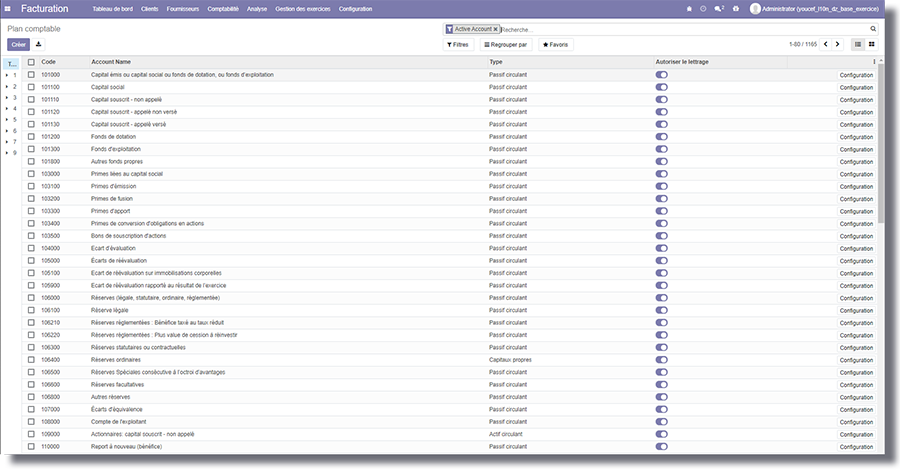 Facturation Tableau de bord Clients Fournisseurs Comptabilité Analyse Gestion des exercices Configuration 2 Administrator (youcef_l10n_dz_base_exercice)
Plan comptable
Active Account × Recherche...
Créer
Filtres Regrouper par Favoris 1-80 / 1165
T... Code Account Name Type Autoriser le lettrage
1 101000 Capital émis ou capital social ou fonds de dotation, ou fonds d'exploitation Passif circulant Configuration
2 101100 Capital social Passif circulant Configuration
3 101110 Capital souscrit - non appelé Passif circulant Configuration
4 101120 Capital souscrit - appelé non versé Passif circulant Configuration
5 101130 Capital souscrit - appelé versé Passif circulant Configuration
6 101200 Fonds de dotation Passif circulant Configuration
7 101300 Fonds d'exploitation Passif circulant Configuration
9 101800 Autres fonds propres Passif circulant Configuration
103000 Primes liées au capital social Passif circulant Configuration
103100 Primes d'émission Passif circulant Configuration
103200 Primes de fusion Passif circulant Configuration
103300 Primes d'apport Passif circulant Configuration
103400 Primes de conversion d'obligations en actions Passif circulant Configuration
103500 Bons de souscription d'actions Passif circulant Configuration
104000 Ecart d'évaluation Passif circulant Configuration
105000 Écarts de réévaluation Passif circulant Configuration
105100 Ecart de réévaluation sur immobilisations corporelles Passif circulant Configuration
105900 Ecart de réévaluation rapporté au résultat de l'exercice Passif circulant Configuration
106000 Réserves (légale, statutaire, ordinaire, réglementée) Passif circulant Configuration
106100 Réserve légale Passif circulant Configuration
106210 Réserves réglementées : Bénéfice taxé au taux réduit Passif circulant Configuration
106220 Réserves réglementées : Plus value de cession à réinvestir Passif circulant Configuration
106300 Réserves statutaires ou contractuelles Passif circulant Configuration
106400 Réserves ordinaires Capitaux propres Configuration
106500 Réserves Spéciales consécutive à l'octroi d'avantages Passif circulant Configuration
106600 Réserves facultatives Passif circulant Configuration
106800 Autres réserves Passif circulant Configuration
107000 Écarts d'équivalence Passif circulant Configuration
108000 Compte de l'exploitant Passif circulant Configuration
109000 Actionnaires: capital souscrit - non appelé Actif circulant Configuration
110000 Report à nouveau (bénéfice) Passif circulant Configuration